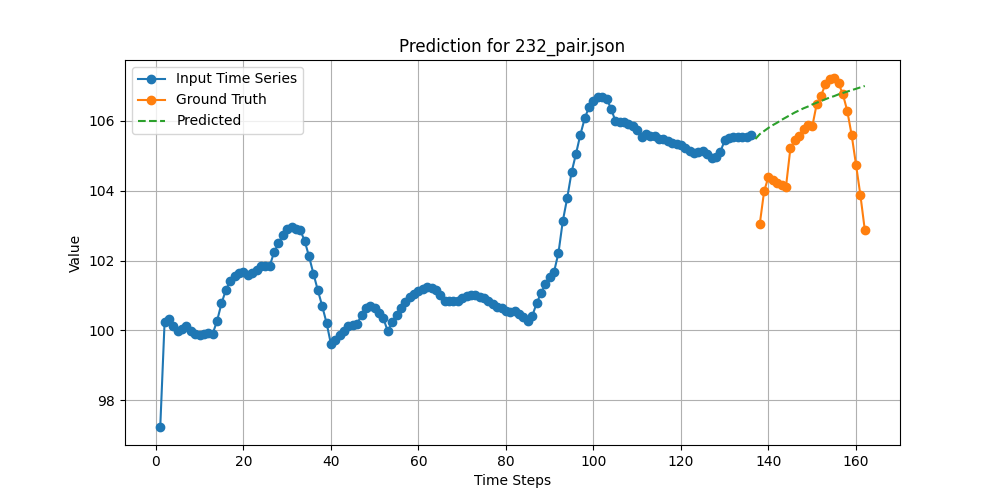 Prediction for 232_pair.json
Input Time Series
Ground Truth
Predicted
Value
106
104
102
100
98
0 20 40 60 80 100 120 140 160
Time Steps